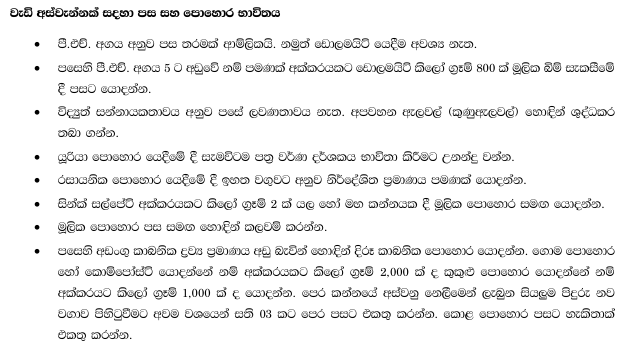 වැඩි අස්වැන්නක් සදහා පස සහ පොහොර භාවිතය
• පී.එච්. අගය අනුව පස තරමක් ආම්ලිකයි. නමුත් ඩොලමයිට් යෙදීම අවශ්‍ය නැත.
• පසෙහි පී.එච්. අගය 5 ට අඩුවේ නම් පමණක් අක්කරයකට ඩොලමයිට් කිලෝ ග්‍රෑම් 800 ක් මූලික බිම් සැකසීමේ
දී පසට යොදන්න.
• විද්‍යුත් සන්නායකතාවය අනුව පසේ ලවණතාවය නැත. අපවහන ඇලවල් (කුණුඇලවල්) හොඳින් ශුද්ධකර
තබා ගන්න.
• යූරියා පොහොර යෙදීමේ දී සැමවිටම පත්‍ර වර්ණ දර්ශකය භාවිතා කිරීමට උනන්දු වන්න.
• රසායනික පොහොර යෙදීමේ දී ඉහත වගුවට අනුව නිර්දේශිත ප්‍රමාණය පමණක් යොදන්න.
• සින්ක් සල්පේට් අක්කරයකට කිලෝ ග්‍රෑම් 2 ක් යල හෝ මහ කන්නයක දී මූලික පොහොර සමඟ යොදන්න.
• මූලික පොහොර පස සමඟ හොඳින් කලවම් කරන්න.
• පසෙහි අඩංගු කාබනික ද්‍රව්‍ය ප්‍රමාණය අඩු බැවින් හොඳින් දිරූ කාබනික පොහොර යොදන්න. ගොම පොහොර
හෝ කොම්පෝස්ට් යොදන්නේ නම් අක්කරයකට කිලෝ ග්‍රෑම් 2,000 ක් ද කුකුළු පොහොර යොදන්නේ නම්
අක්කරයට කිලෝ ග්‍රෑම් 1,000 ක් ද යොදන්න. පෙර කන්නයේ අස්වනු නෙලීමෙන් ලැබුන සියලුම පිදුරු නව
වගාව පිහිටුවීමට අවම වශයෙන් සති 03 කට පෙර පසට එකතු කරන්න. කොළ පොහොර පසට හැකිතාක්
එකතු කරන්න.